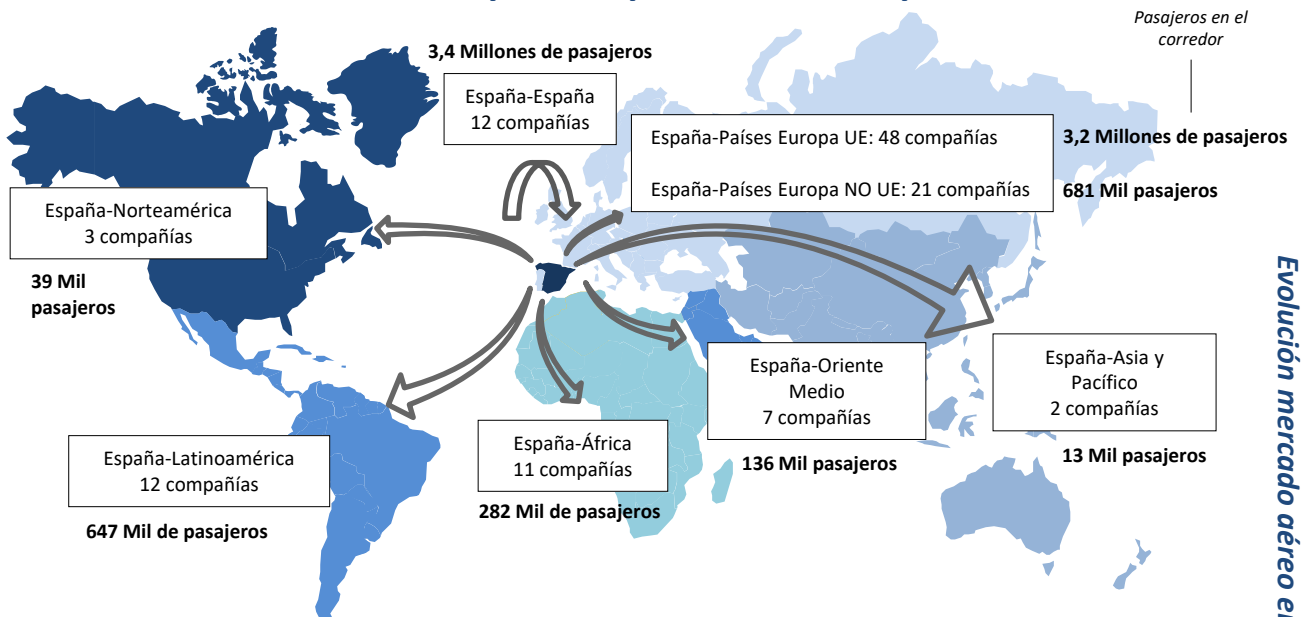 Pasajeros en el
corredor
3,4 Millones de pasajeros
España-España
12 compañías
España-Países Europa UE: 48 compañías
3,2 Millones de pasajeros
España-Países Europa NO UE: 21 compañías
681 Mil pasajeros
España-Norteamérica
3 compañías
39 Mil
pasajeros
España-Oriente
Medio
7 compañías
136 Mil pasajeros
España-Asia y
Pacífico
2 compañías
13 Mil pasajeros
España-África
11 compañías
282 Mil de pasajeros
España-Latinoamérica
12 compañías
647 Mil de pasajeros
Evolución mercado aéreo